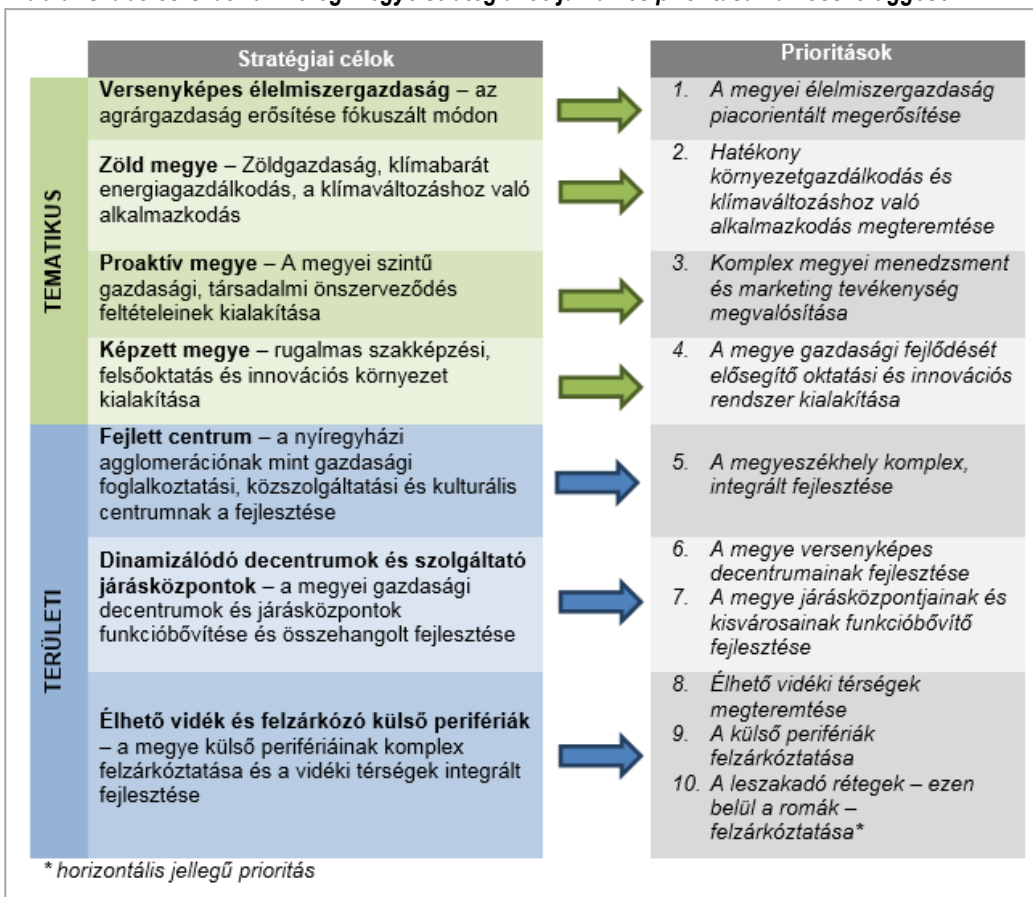 Stratégiai célok
Prioritások
TEMATIKUS
Versenyképes élelmiszergazdaság – az
agrárgazdaság erősítése fókuszált módon
1. A megyei élelmiszergazdaság
piacorientált megerősítése
Zöld megye – Zöldgazdaság, klímabarát
energiagazdálkodás, a klímaváltozáshoz való
alkalmazkodás
2. Hatékony
környezetgazdálkodás és
klímaváltozáshoz való
alkalmazkodás megteremtése
Proaktív megye – A megyei szintű
gazdasági, társadalmi önszerveződés
feltételeinek kialakítása
3. Komplex megyei menedzsment
és marketing tevékenység
megvalósítása
Képzett megye – rugalmas szakképzési,
felsőoktatás és innovációs környezet
kialakítása
4. A megye gazdasági fejlődését
elősegítő oktatási és innovációs
rendszer kialakítása
TERÜLETI
Fejlett centrum – a nyíregyházi
agglomerációnak mint gazdasági
foglalkoztatási, közszolgáltatási és kulturális
centrumnak a fejlesztése
5. A megyeszékhely komplex,
integrált fejlesztése
Dinamizálódó decentrumok és szolgáltató
járásközpontok – a megyei gazdasági
decentrumok és járásközpontok
funkcióbővítése és összehangolt fejlesztése
6. A megye versenyképes
decentrumainak fejlesztése
7. A megye járásközpontjainak és
kisvárosainak funkcióbővítő
fejlesztése
Élhető vidék és felzárkózó külső perifériák
– a megye külső perifériáinak komplex
felzárkóztatása és a vidéki térségek integrált
fejlesztése
8. Élhető vidéki térségek
megteremtése
9. A külső perifériák
felzárkóztatása
10. A leszakadó rétegek – ezen
belül a romák –
felzárkóztatása*
* horizontális jellegű prioritás